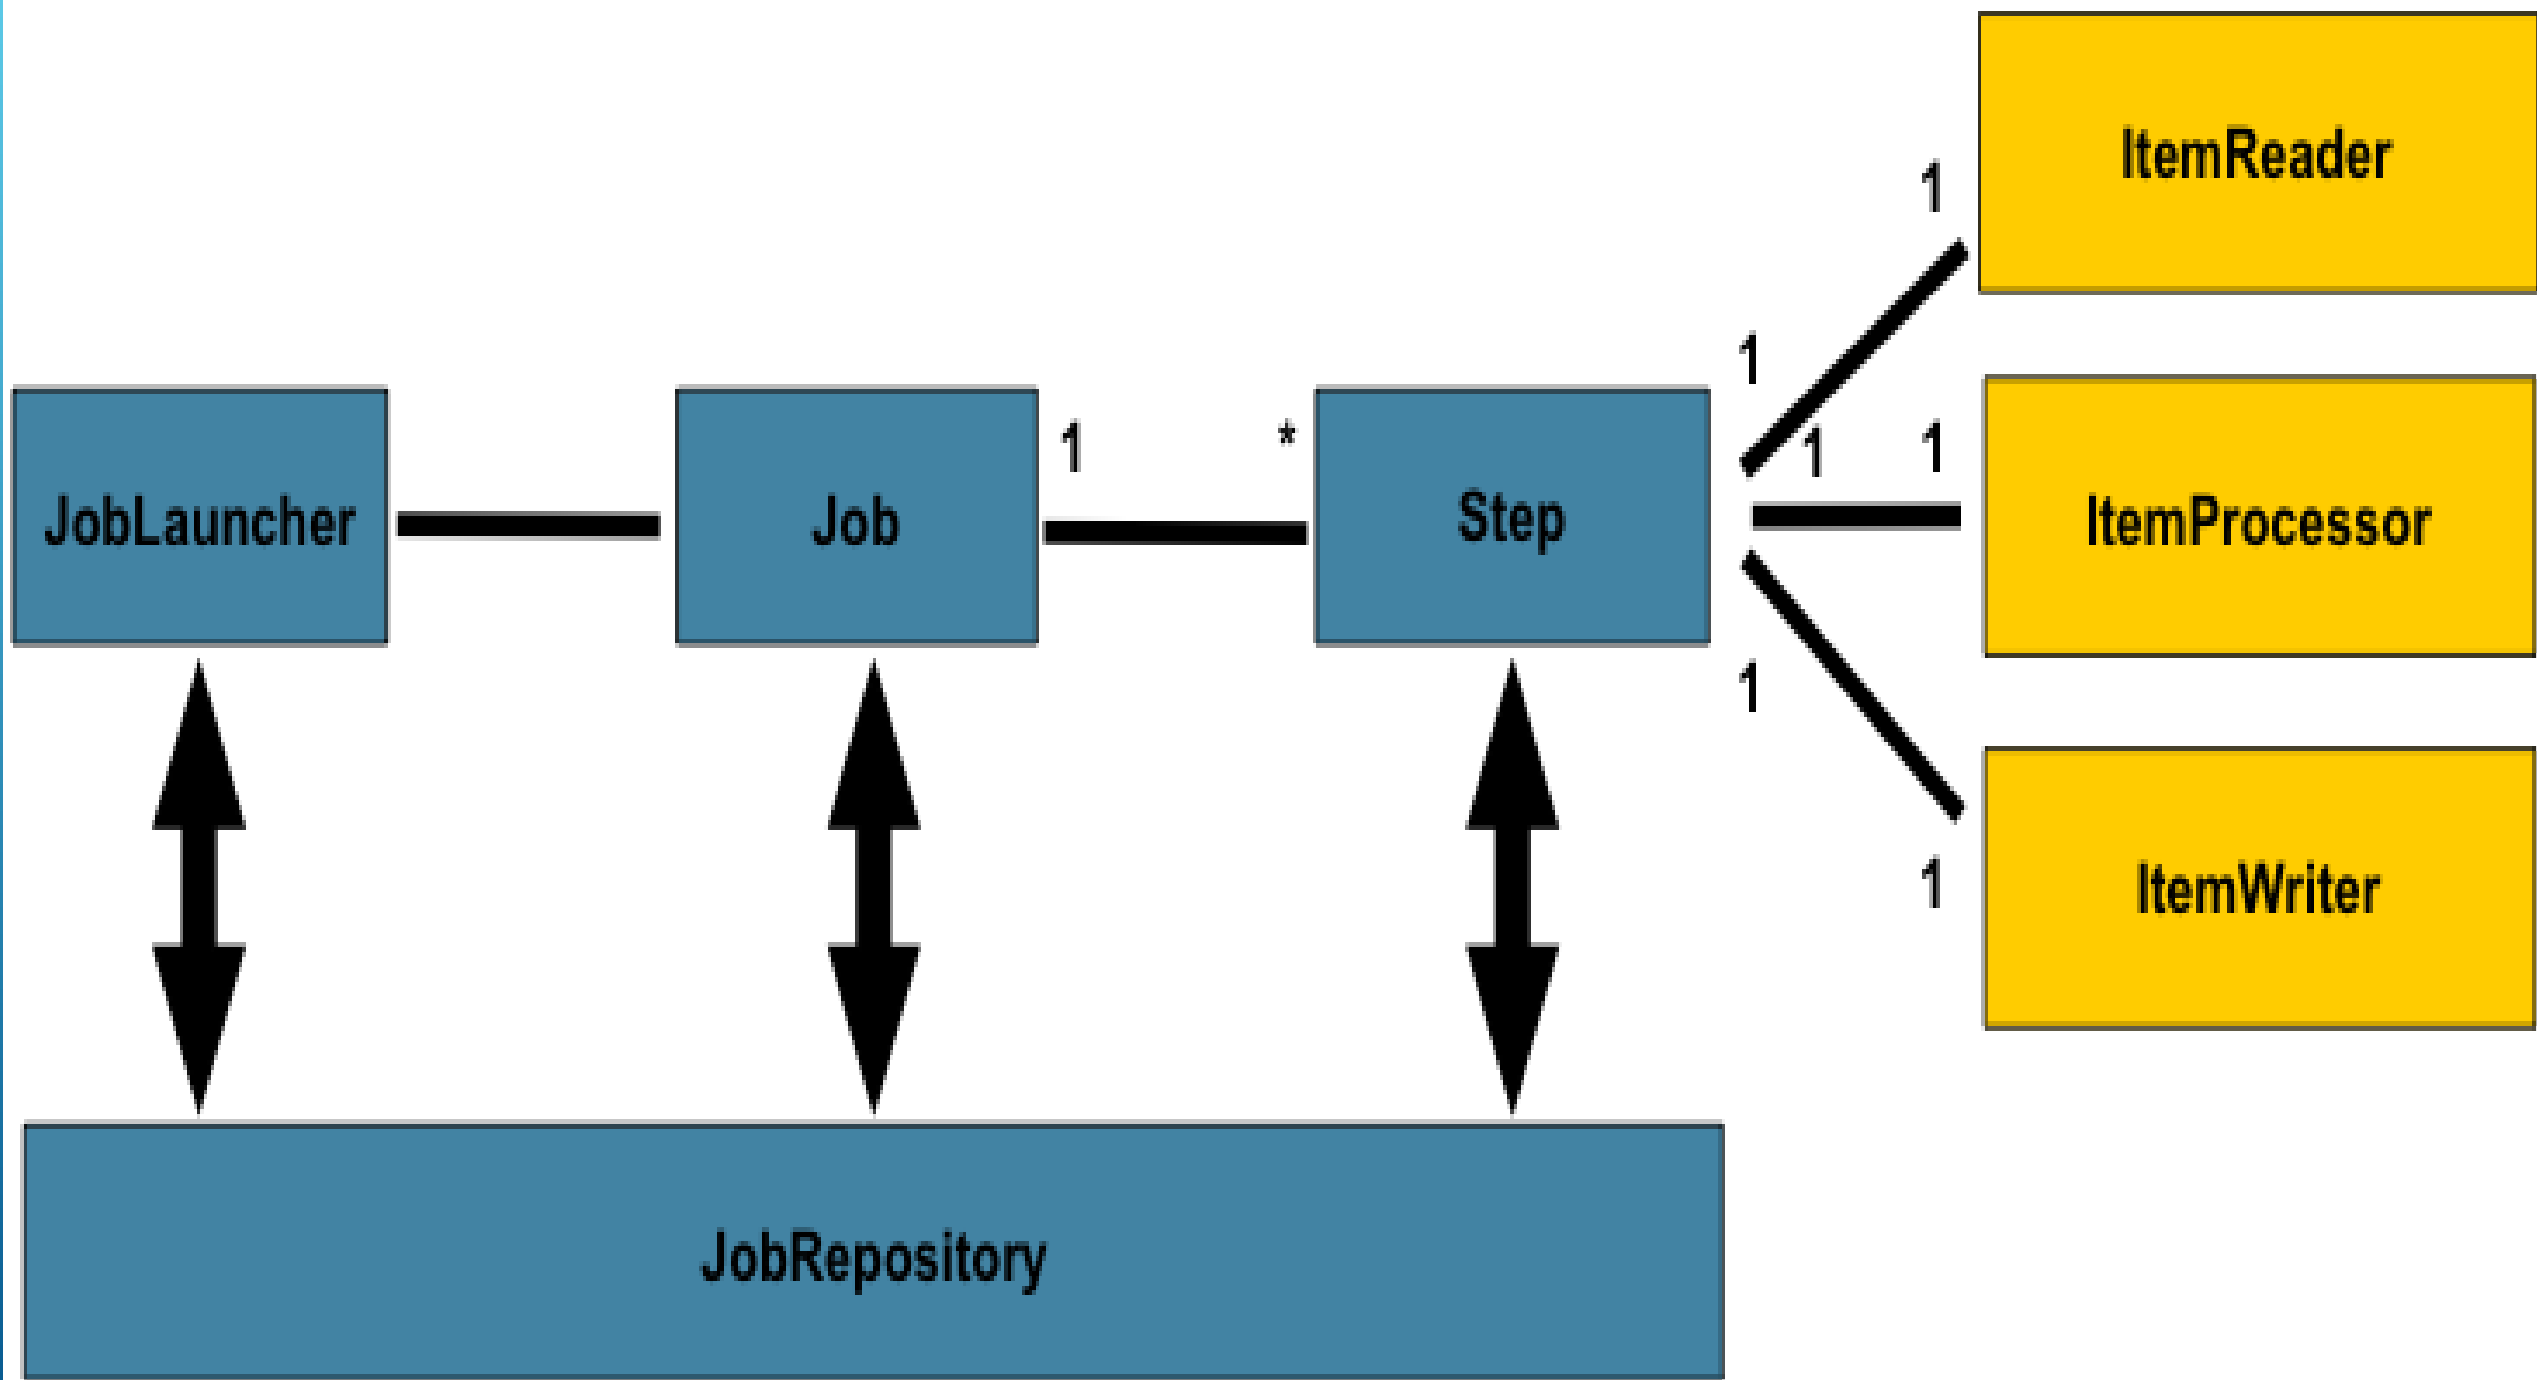 ItemReader
1
1
JobLauncher
Job
1
*
Step
1
1
ItemProcessor
1
1
ItemWriter
JobRepository